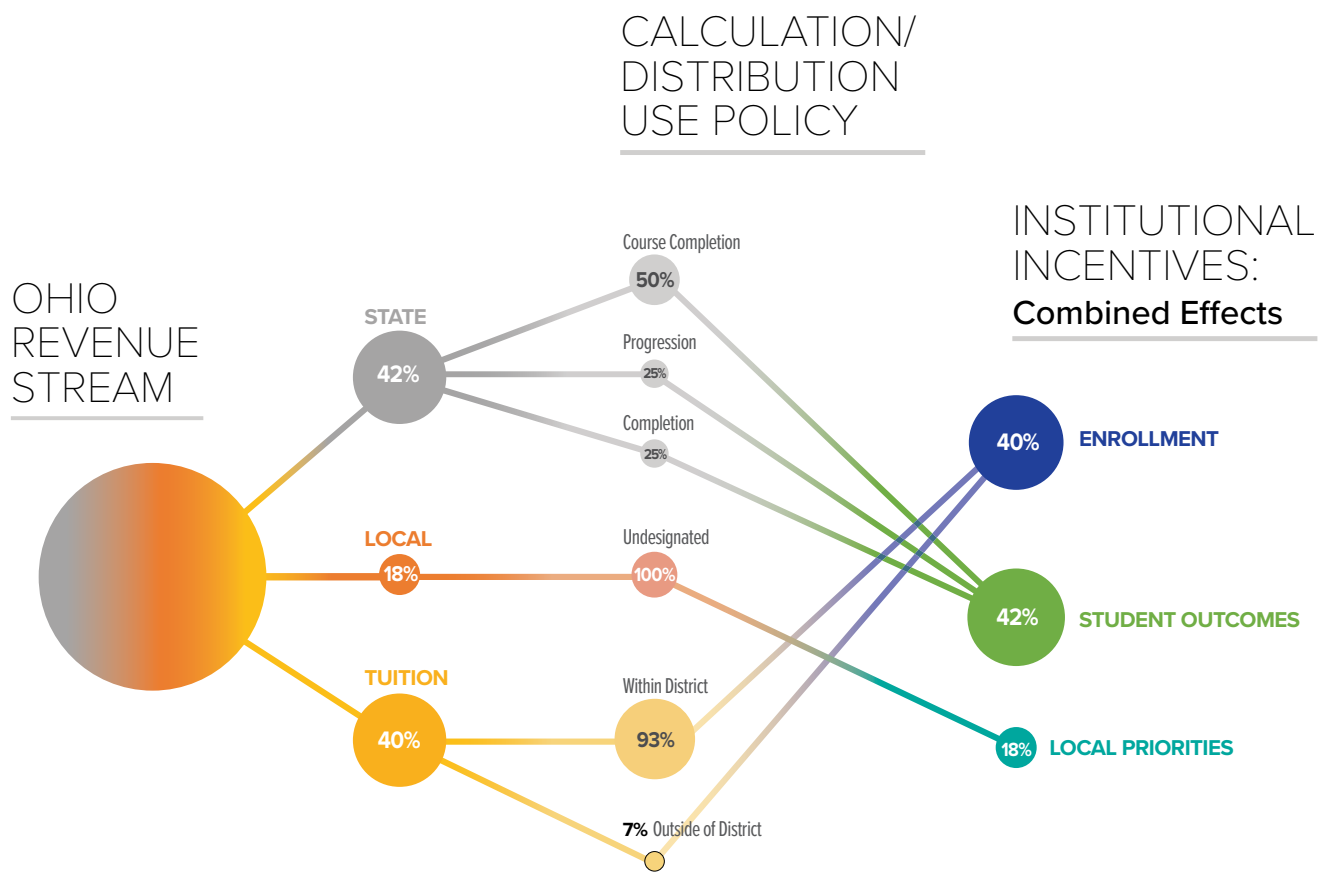 CALCULATION/
DISTRIBUTION
USE POLICY
INSTITUTIONAL
INCENTIVES:
Combined Effects
OHIO
REVENUE
STREAM
STATE
42%
LOCAL
18%
TUITION
40%
Course Completion
50%
Progression
25%
Completion
25%
Undesignated
100%
Within District
93%
7% Outside of District
40% ENROLLMENT
42% STUDENT OUTCOMES
18% LOCAL PRIORITIES